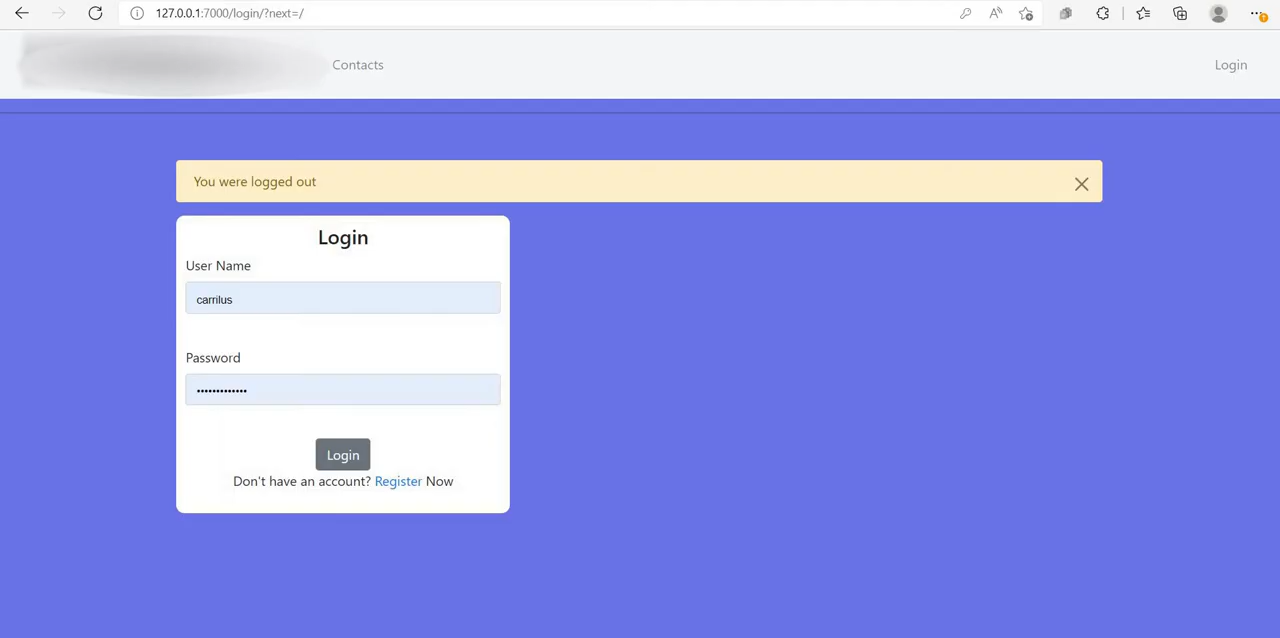 127.0.0.1:7000/login/?next=/
Contacts
Login
You were logged out
Login
User Name
carrilus
Password
•••••••••••••
Login
Don't have an account? Register Now